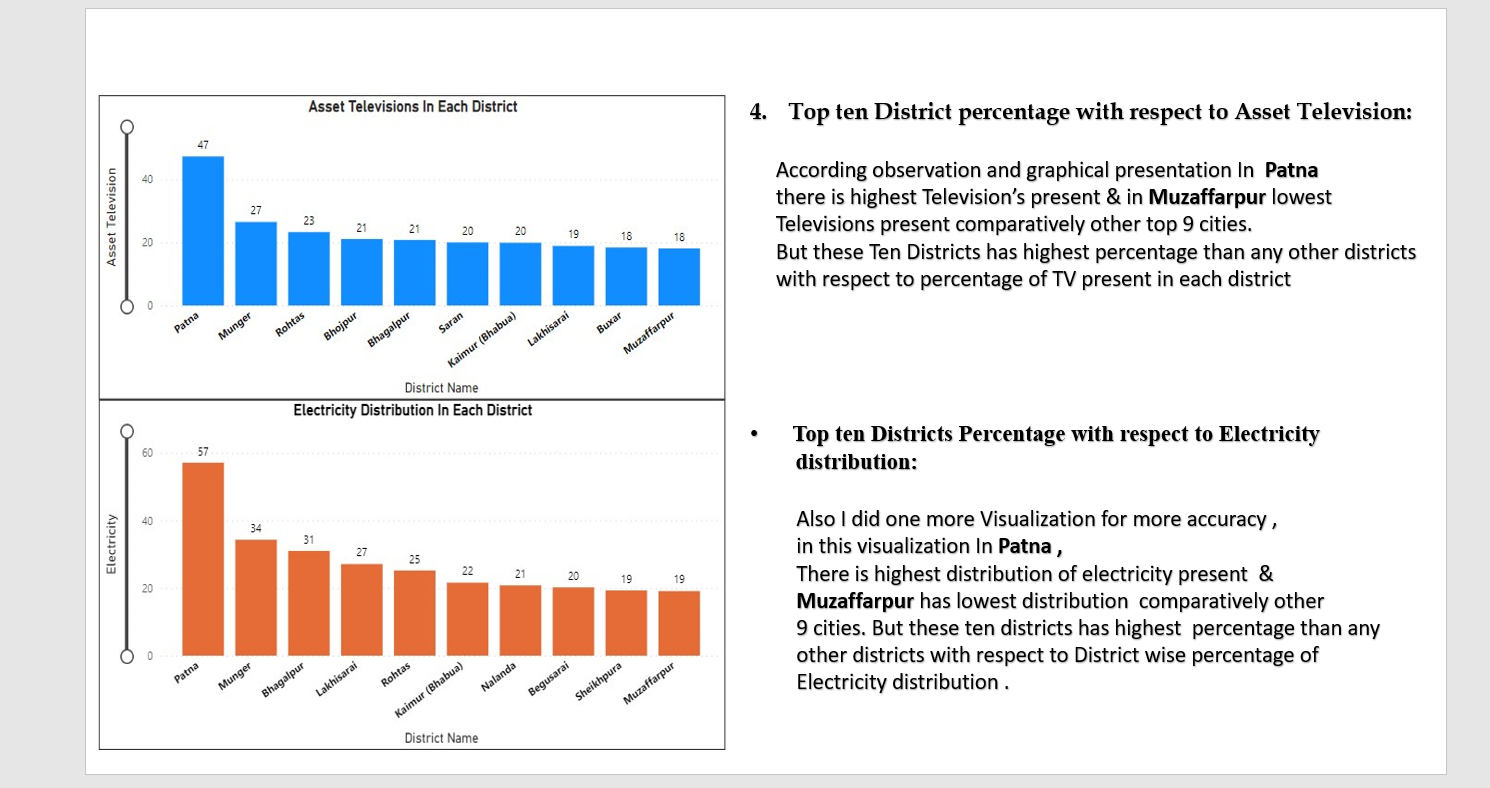 Asset Televisions In Each District
Asset Television
40
20
0
47
27
23
21
21
20
20
19
18
18
Patna
Munger
Rohtas
Bhojpur
Bhagalpur
Saran
Kaimur (Bhabua)
Lakhisarai
Buxar
Muzaffarpur
District Name
Electricity Distribution In Each District
Electricity
60
40
20
0
57
34
31
27
25
22
21
20
19
19
Patna
Munger
Bhagalpur
Lakhisarai
Rohtas
Kaimur (Bhabua)
Nalanda
Begusarai
Sheikhpura
Muzaffarpur
District Name
4. Top ten District percentage with respect to Asset Television:
According observation and graphical presentation In Patna
there is highest Television’s present & in Muzaffarpur lowest
Televisions present comparatively other top 9 cities.
But these Ten Districts has highest percentage than any other districts
with respect to percentage of TV present in each district
• Top ten Districts Percentage with respect to Electricity
distribution:
Also I did one more Visualization for more accuracy ,
in this visualization In Patna ,
There is highest distribution of electricity present &
Muzaffarpur has lowest distribution comparatively other
9 cities. But these ten districts has highest percentage than any
other districts with respect to District wise percentage of
Electricity distribution .